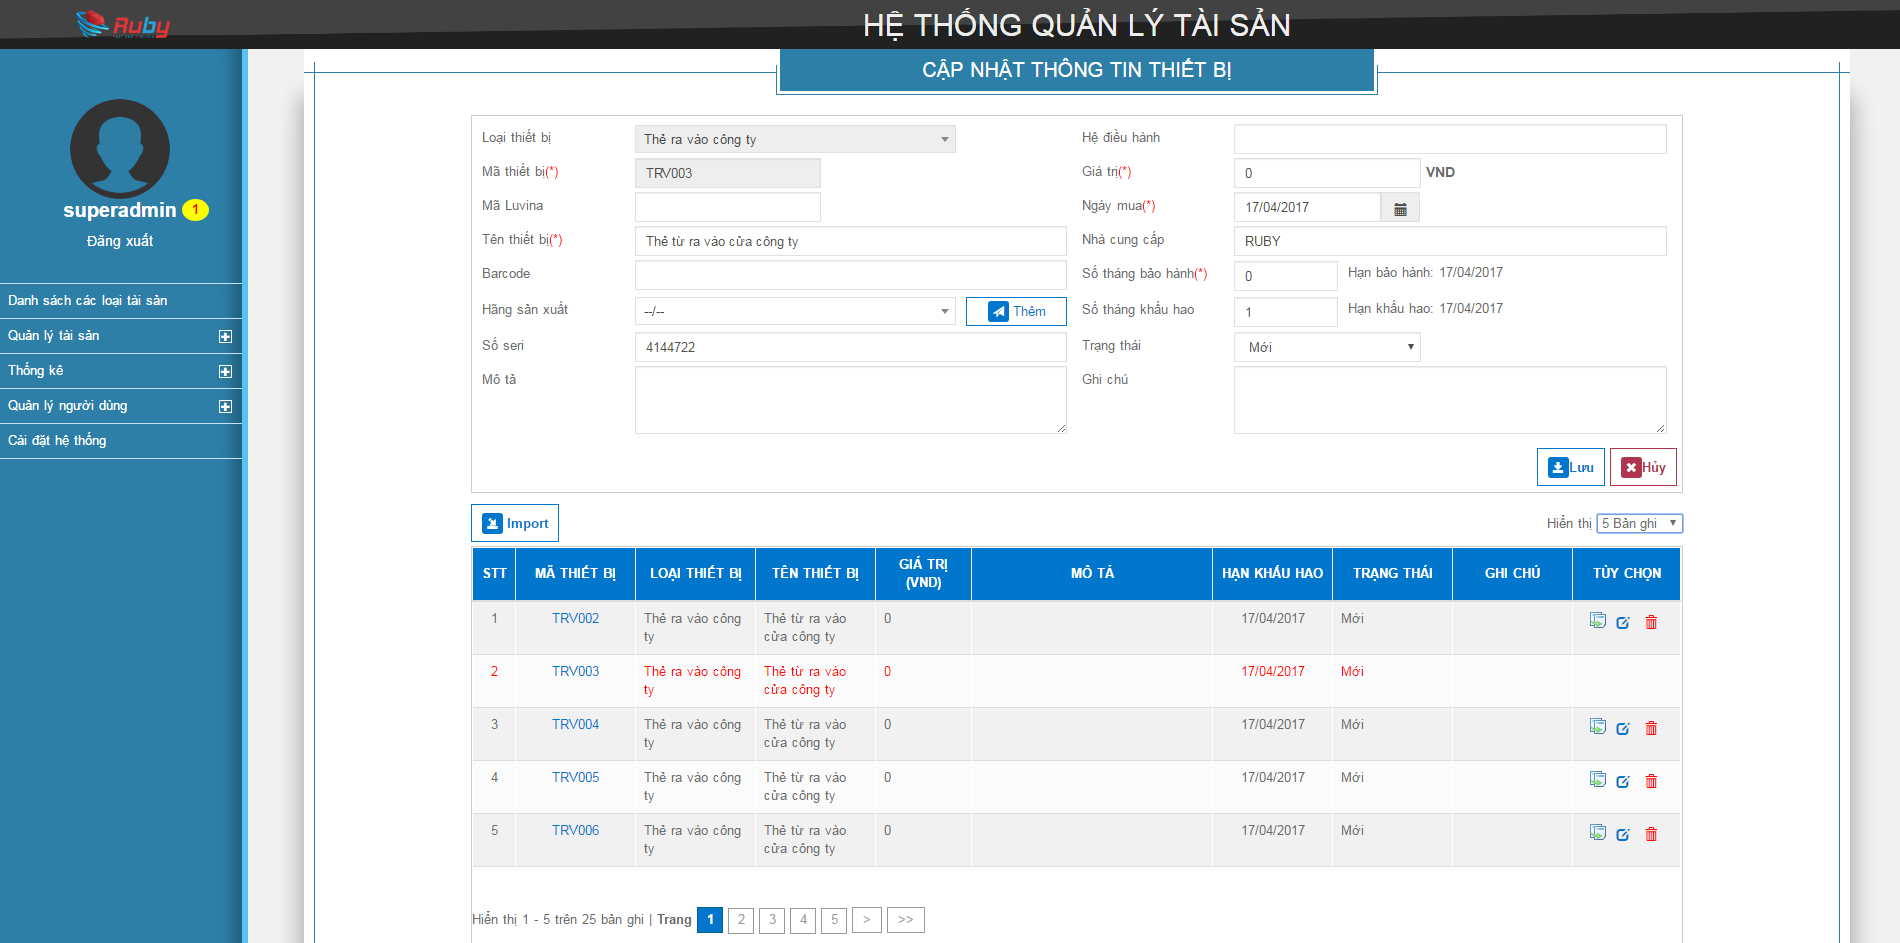 Ruby
HỆ THỐNG QUẢN LÝ TÀI SẢN
CẬP NHẬT THÔNG TIN THIẾT BỊ
superadmin 1
Đăng xuất
Danh sách các loại tài sản
Quản lý tài sản
Thống kê
Quản lý người dùng
Cài đặt hệ thống
Loại thiết bị Thẻ ra vào công ty
Mã thiết bị(*) TRV003
Mã Luvina
Tên thiết bị(*) Thẻ từ ra vào cửa công ty
Barcode
Hãng sản xuất --/-- Thêm
Số seri 4144722
Mô tả
Hệ điều hành
Giá trị(*) 0 VND
Ngày mua(*) 17/04/2017
Nhà cung cấp RUBY
Số tháng bảo hành(*) 0 Hạn bảo hành: 17/04/2017
Số tháng khấu hao 1 Hạn khấu hao: 17/04/2017
Trạng thái Mới
Ghi chú
Lưu Hủy
Import
Hiển thị 5 Bản ghi
STT MÃ THIẾT BỊ LOẠI THIẾT BỊ TÊN THIẾT BỊ GIÁ TRỊ (VND) MÔ TẢ HẠN KHẤU HAO TRẠNG THÁI GHI CHÚ TÙY CHỌN
1 TRV002 Thẻ ra vào công ty Thẻ từ ra vào cửa công ty 0 17/04/2017 Mới
2 TRV003 Thẻ ra vào công ty Thẻ từ ra vào cửa công ty 0 17/04/2017 Mới
3 TRV004 Thẻ ra vào công ty Thẻ từ ra vào cửa công ty 0 17/04/2017 Mới
4 TRV005 Thẻ ra vào công ty Thẻ từ ra vào cửa công ty 0 17/04/2017 Mới
5 TRV006 Thẻ ra vào công ty Thẻ từ ra vào cửa công ty 0 17/04/2017 Mới
Hiển thị 1 - 5 trên 25 bản ghi | Trang 1 2 3 4 5 > >>